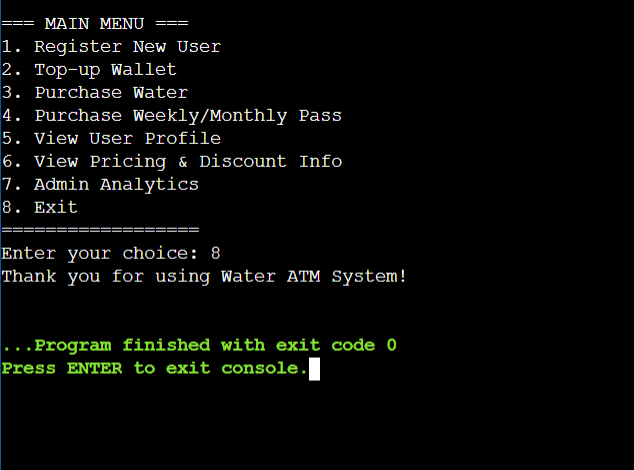 === MAIN MENU ===
1. Register New User
2. Top-up Wallet
3. Purchase Water
4. Purchase Weekly/Monthly Pass
5. View User Profile
6. View Pricing & Discount Info
7. Admin Analytics
8. Exit
==================
Enter your choice: 8
Thank you for using Water ATM System!
...Program finished with exit code 0
Press ENTER to exit console.